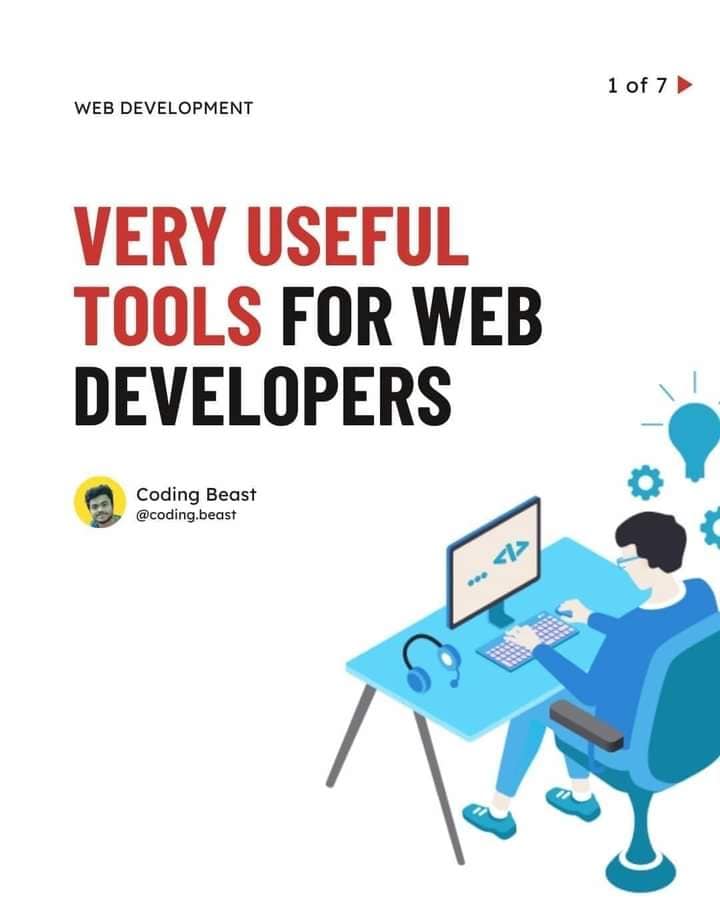 1 of 7
WEB DEVELOPMENT
VERY USEFUL
TOOLS FOR WEB
DEVELOPERS
Coding Beast
@coding.beast
</>